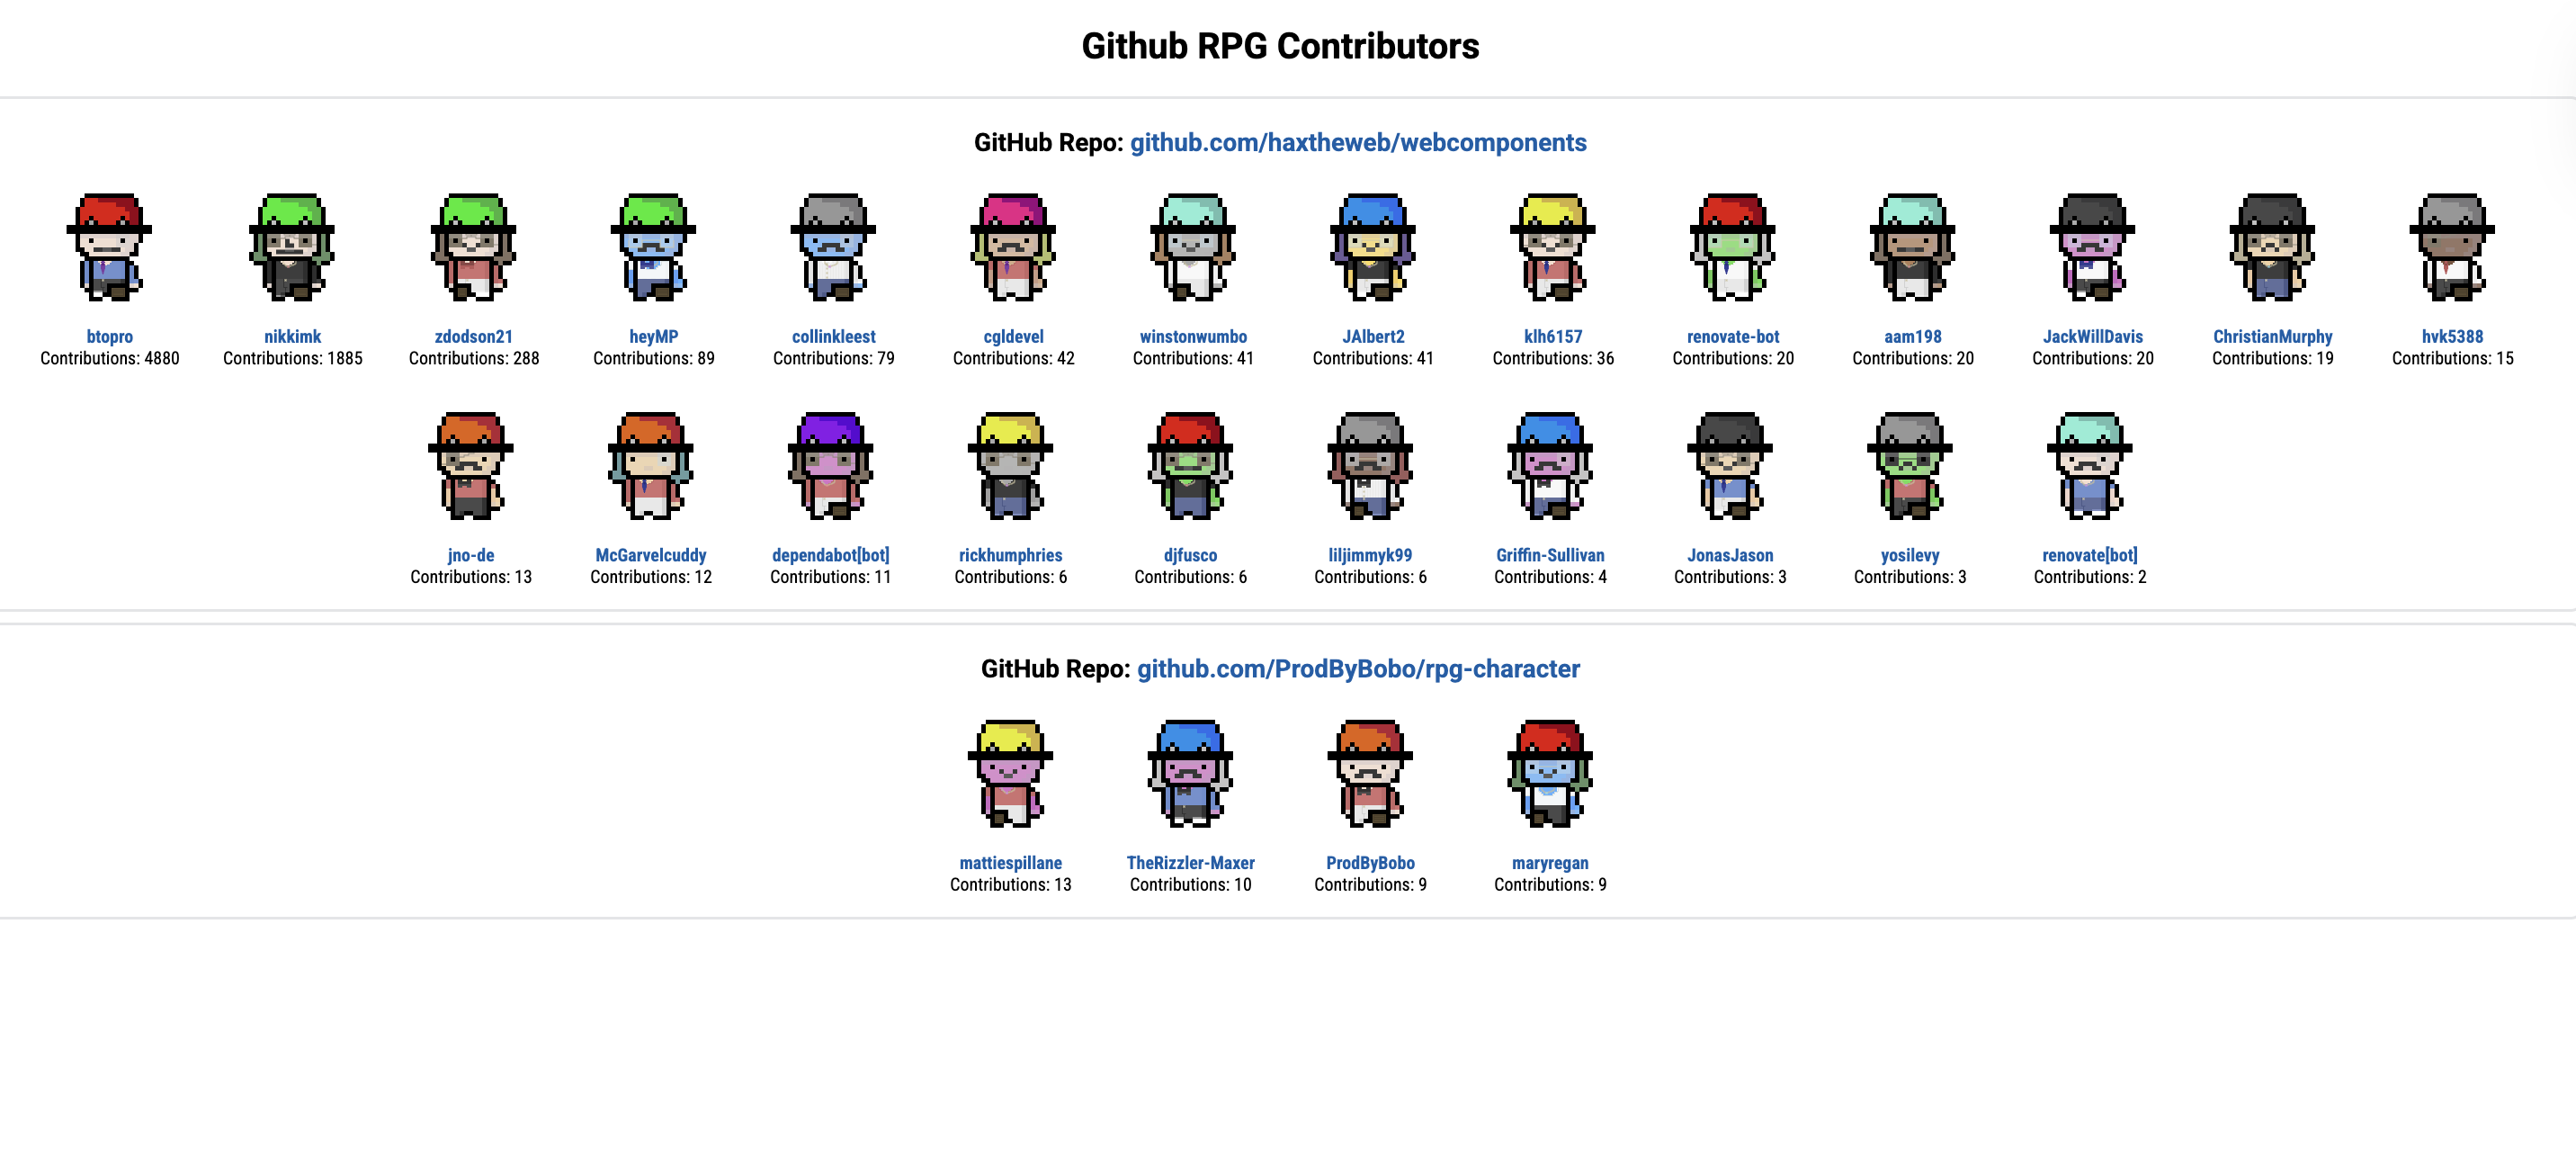 Github RPG Contributors
GitHub Repo: github.com/haxtheweb/webcomponents
btopro
Contributions: 4880
nikkimk
Contributions: 1885
zdodson21
Contributions: 288
heyMP
Contributions: 89
collinkleest
Contributions: 79
cgldevel
Contributions: 42
winstonwumbo
Contributions: 41
JAlbert2
Contributions: 41
klh6157
Contributions: 36
renovate-bot
Contributions: 20
aam198
Contributions: 20
JackWillDavis
Contributions: 20
ChristianMurphy
Contributions: 19
hvk5388
Contributions: 15
jno-de
Contributions: 13
McGarvelcuddy
Contributions: 12
dependabot[bot]
Contributions: 11
rickhumphries
Contributions: 6
djfusco
Contributions: 6
liljimmyk99
Contributions: 6
Griffin-Sullivan
Contributions: 4
JonasJason
Contributions: 3
yosilevy
Contributions: 3
renovate[bot]
Contributions: 2
GitHub Repo: github.com/ProdByBobo/rpg-character
mattiespillane
Contributions: 13
TheRizzler-Maxer
Contributions: 10
ProdByBobo
Contributions: 9
maryregan
Contributions: 9